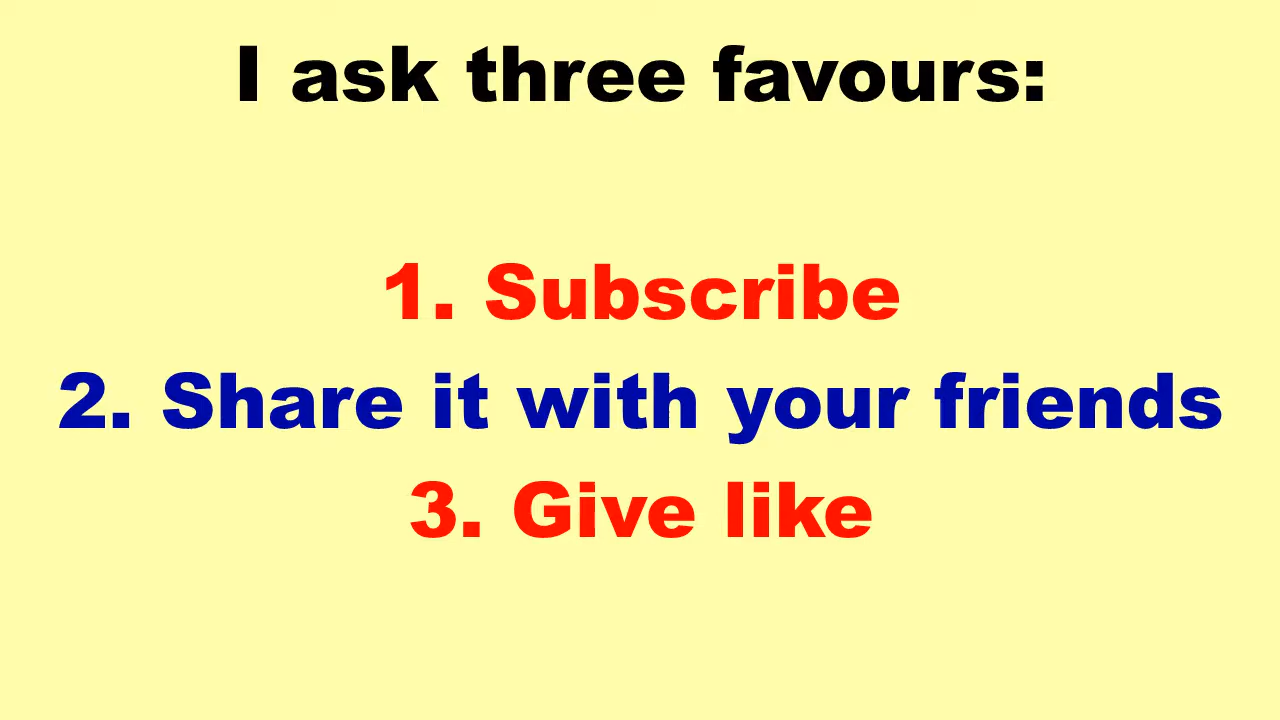 I ask three favours:
1. Subscribe
2. Share it with your friends
3. Give like